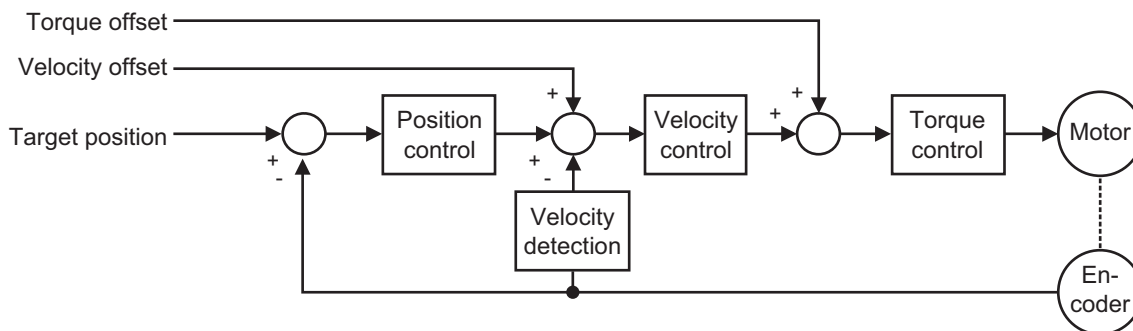 Torque offset
Velocity offset
Target position
+
-
Position
control
+
+
-
Velocity
control
+
+
Torque
control
Motor
Velocity
detection
En-
coder